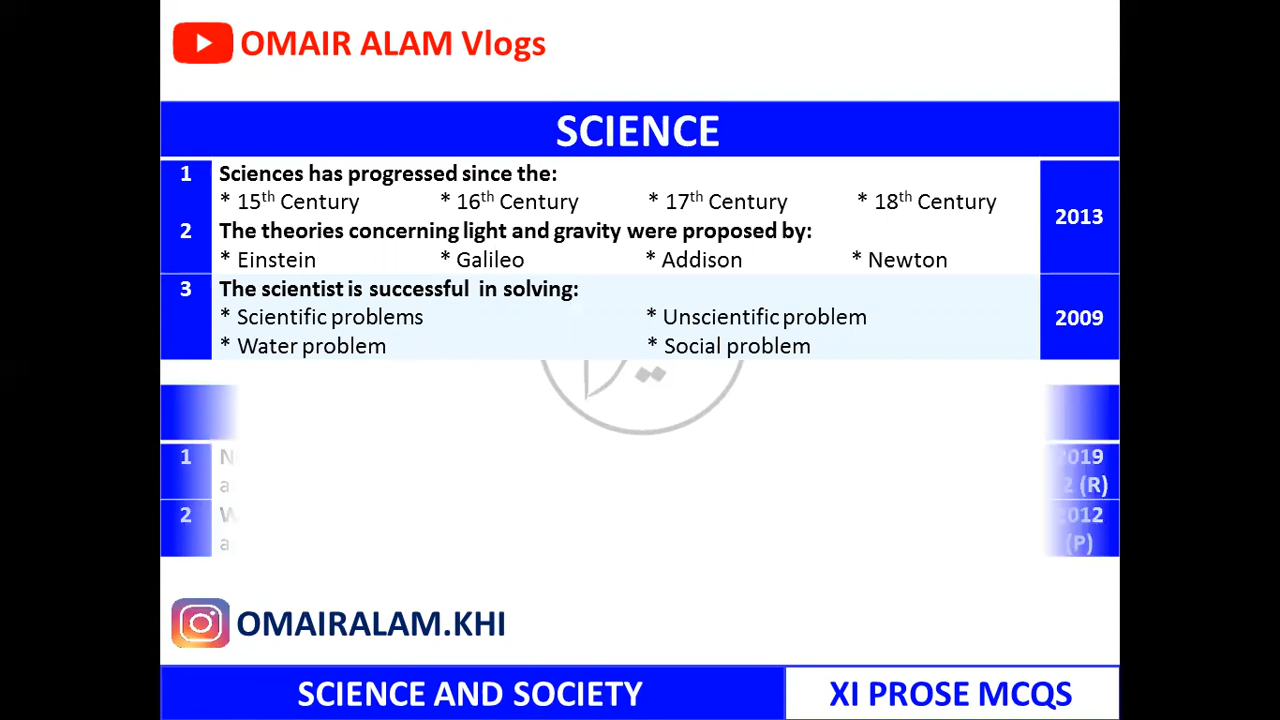 OMAIR ALAM Vlogs
SCIENCE
1 Sciences has progressed since the:
* 15th Century * 16th Century * 17th Century * 18th Century
2013
2 The theories concerning light and gravity were proposed by:
* Einstein * Galileo * Addison * Newton
3 The scientist is successful in solving:
* Scientific problems * Unscientific problem
2009
* Water problem * Social problem
1 N 2019
a 2 (R)
2 W 2012
a (P)
OMAIRALAM.KHI
SCIENCE AND SOCIETY XI PROSE MCQS